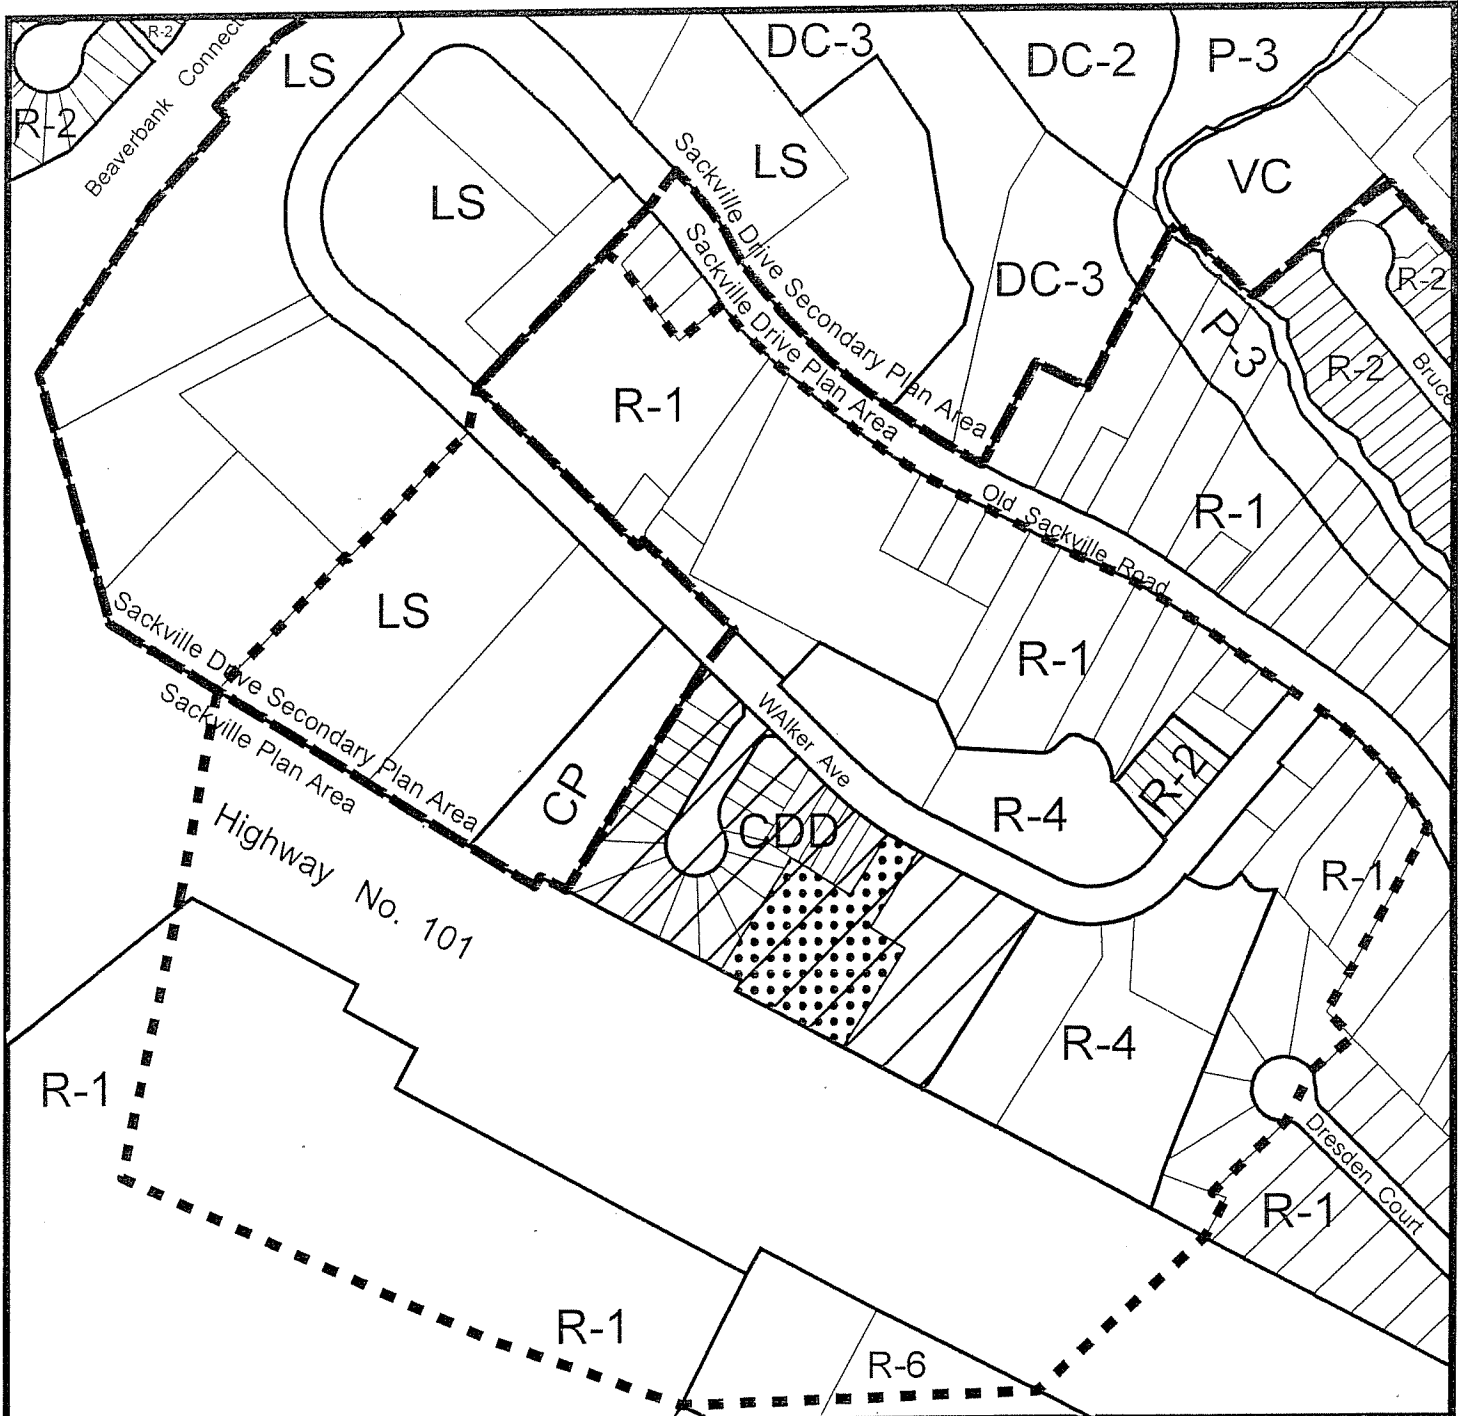 R-2
DC-3
DC-2
P-3
LS
Beaverbank Connect
R-2
LS
VC
LS
Sackville Drive Secondary Plan Area
Sackville Drive Plan Area
DC-3
R-2
P-3
R-2
Bruce
R-1
R-1
Old Sackville Road
LS
R-1
Sackville Drive Secondary Plan Area
Sackville Plan Area
WAlker Ave
R-2
CP
R-4
CDD
Highway No. 101
R-1
R-4
R-1
Dresden Court
R-1
R-1
R-6